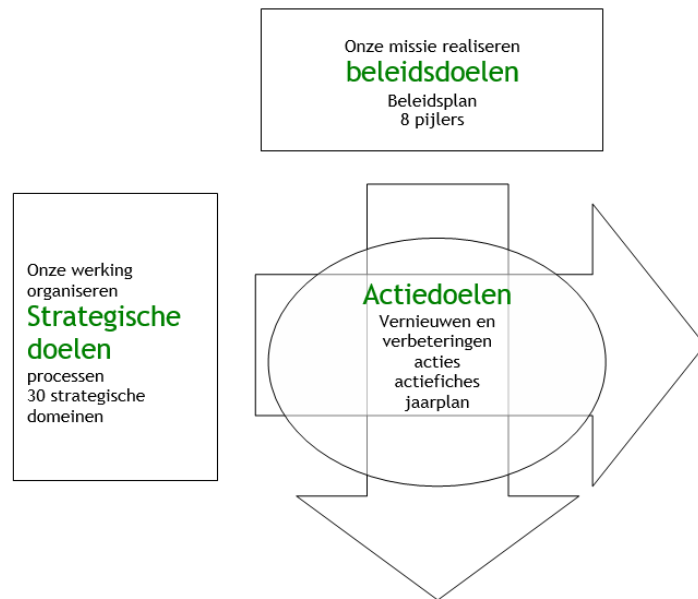 Onze missie realiseren
beleidsdoelen
Beleidsplan
8 pijlers
Onze werking
organiseren
Strategische
doelen
processen
30 strategische
domeinen
Actiedoelen
Vernieuwen en
verbeteringen
acties
actiefiches
jaarplan